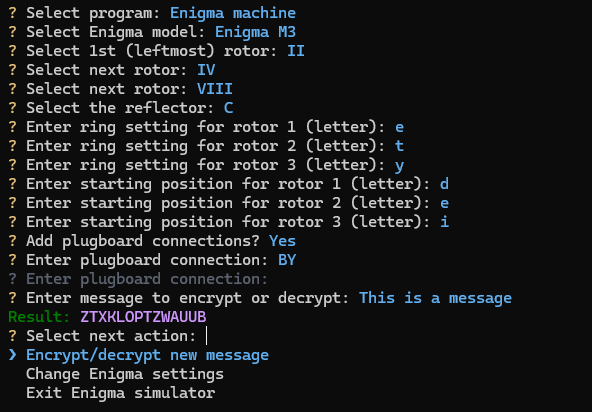 ? Select program: Enigma machine
? Select Enigma model: Enigma M3
? Select 1st (leftmost) rotor: II
? Select next rotor: IV
? Select next rotor: VIII
? Select the reflector: C
? Enter ring setting for rotor 1 (letter): e
? Enter ring setting for rotor 2 (letter): t
? Enter ring setting for rotor 3 (letter): y
? Enter starting position for rotor 1 (letter): d
? Enter starting position for rotor 2 (letter): e
? Enter starting position for rotor 3 (letter): i
? Add plugboard connections? Yes
? Enter plugboard connection: BY
? Enter plugboard connection:
? Enter message to encrypt or decrypt: This is a message
Result: ZTXKLOPTZWAUUB
? Select next action:
❯ Encrypt/decrypt new message
Change Enigma settings
Exit Enigma simulator